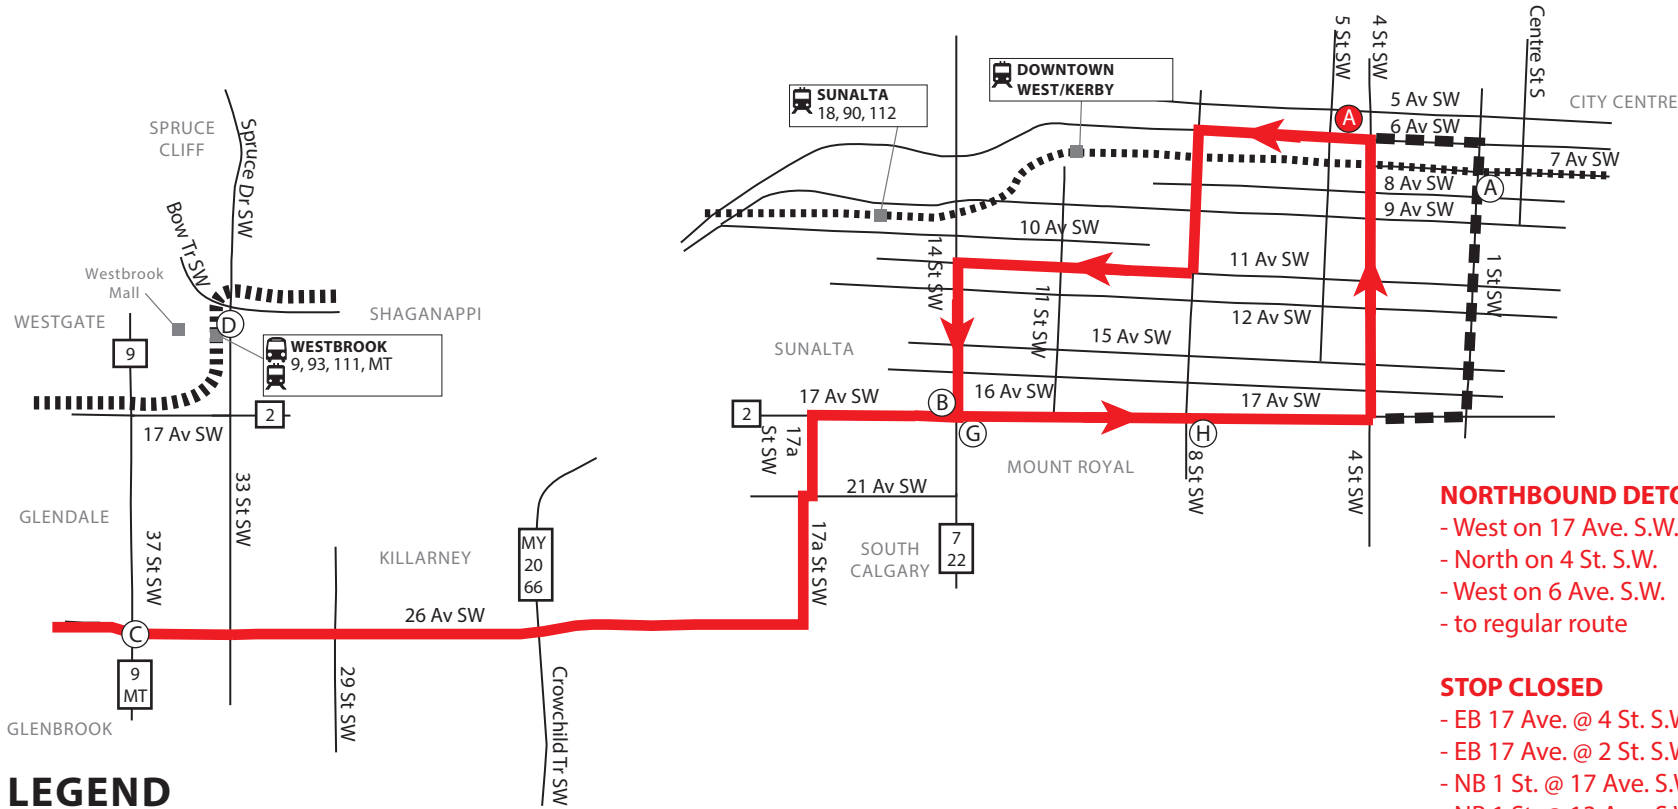 5 St SW
4 St SW
Centre St S
DOWNTOWN
WEST/KERBY
SUNALTA
18, 90, 112
5 Av SW
CITY CENTRE
A
6 Av SW
7 Av SW
8 Av SW
A
9 Av SW
SPRUCE
CLIFF
Spruce Dr SW
Bow Tr SW
Westbrook
Mall
SHAGANAPPI
WESTGATE
D
9
WESTBROOK
9, 93, 111, MT
2
17 Av SW
10 Av SW
14 St SW
11 Av SW
11 St SW
1 St SW
12 Av SW
15 Av SW
SUNALTA
16 Av SW
17 Av SW
17 Av SW
2
B
G
H
17a
St SW
MOUNT ROYAL
8 St SW
4 St SW
21 Av SW
33 St SW
GLENDALE
37 St SW
KILLARNEY
MY
20
66
17a St SW
SOUTH
CALGARY
7
22
26 Av SW
C
9
MT
29 St SW
Crowchild Tr SW
GLENBROOK
LEGEND
NORTHBOUND DETO
- West on 17 Ave. S.W.
- North on 4 St. S.W.
- West on 6 Ave. S.W.
- to regular route
STOP CLOSED
- EB 17 Ave. @ 4 St. S.W
- EB 17 Ave. @ 2 St. S.W
- NB 1 St. @ 17 Ave. S.W